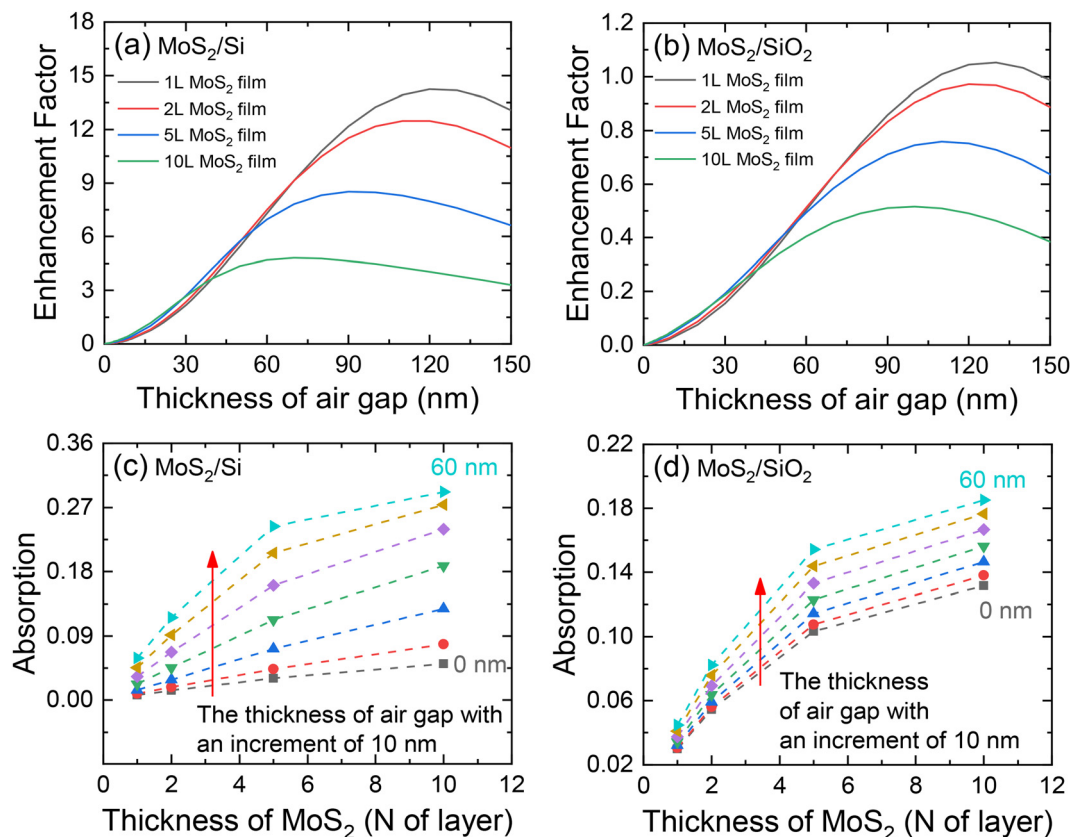 (a) MoS₂/Si
1L MoS₂ film
2L MoS₂ film
5L MoS₂ film
10L MoS₂ film
Enhancement Factor
18
15
12
9
6
3
0
0 30 60 90 120 150
Thickness of air gap (nm)
(b) MoS₂/SiO₂
1L MoS₂ film
2L MoS₂ film
5L MoS₂ film
10L MoS₂ film
Enhancement Factor
1.2
1.0
0.8
0.6
0.4
0.2
0.0
0 30 60 90 120 150
Thickness of air gap (nm)
(c) MoS₂/Si
60 nm
0 nm
The thickness of air gap with
an increment of 10 nm
Absorption
0.36
0.27
0.18
0.09
0.00
0 2 4 6 8 10 12
Thickness of MoS₂ (N of layer)
(d) MoS₂/SiO₂
60 nm
0 nm
The thickness
of air gap with
an increment of 10 nm
Absorption
0.22
0.18
0.14
0.10
0.06
0.02
0 2 4 6 8 10 12
Thickness of MoS₂ (N of layer)